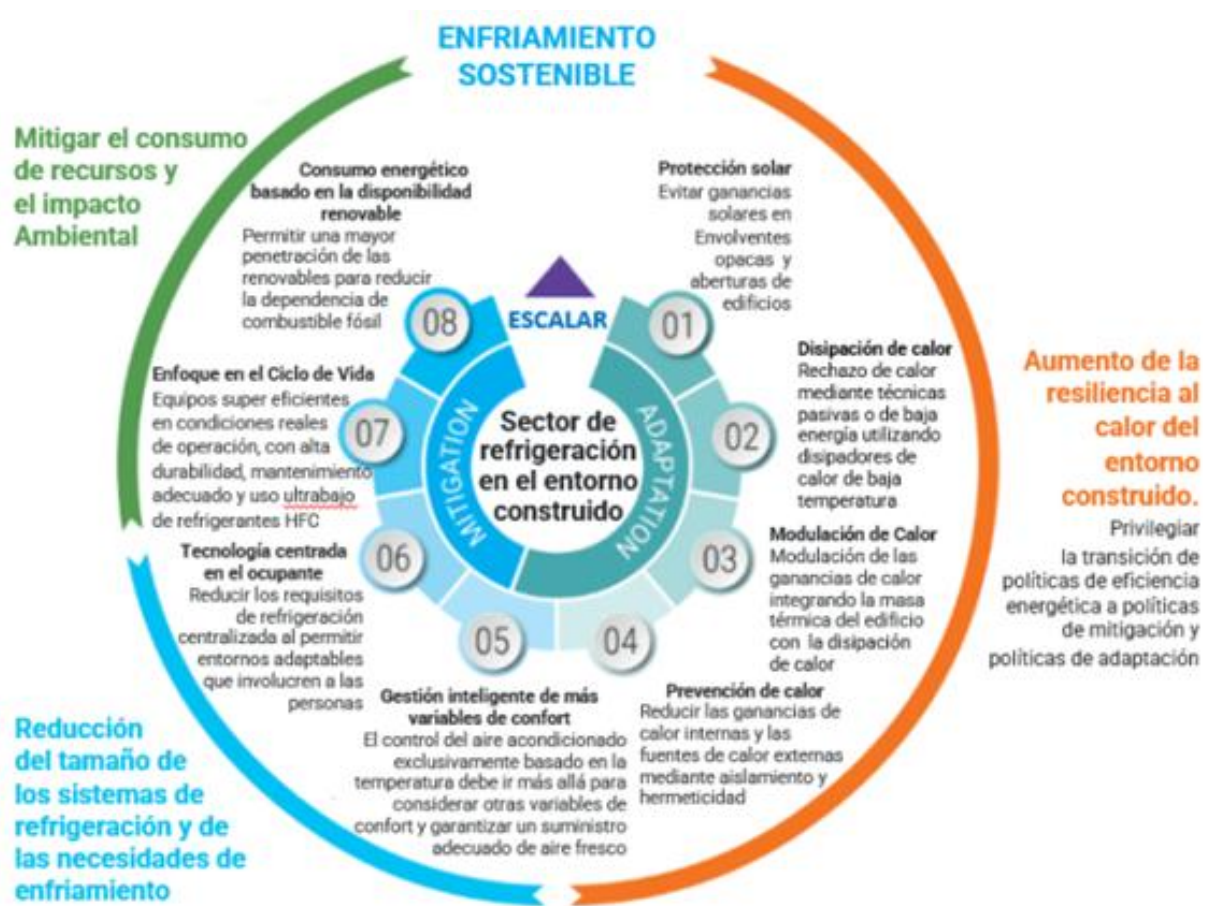 ENFRIAMIENTO
SOSTENIBLE
Mitigar el consumo
de recursos y
el impacto
Ambiental
Consumo energético
basado en la disponibilidad
renovable
Permitir una mayor
penetración de las
renovables para reducir
la dependencia de
combustible fósil
08
ESCALAR
01
Protección solar
Evitar ganancias
solares en
Envolventes
opacas y
aberturas de
edificios
Disipación de calor
Rechazo de calor
mediante técnicas
pasivas o de baja
energía utilizando
disipadores de
calor de baja
temperatura
02
Enfoque en el Ciclo de Vida
Equipos super eficientes
en condiciones reales
de operación, con alta
durabilidad, mantenimiento
adecuado y uso ultrabajo
de refrigerantes HFC
07
MITIGATION
Sector de
refrigeración
en el entorno
construido
ADAPTATION
Aumento de la
resiliencia al
calor del
entorno
construido.
Privilegiar
la transición de
políticas de eficiencia
energética a políticas
de mitigación y
políticas de adaptación
Modulación de Calor
Modulación de las
ganancias de calor
integrando la masa
térmica del edificio
con la disipación
de calor
03
Tecnología centrada
en el ocupante
Reducir los requisitos
de refrigeración
centralizada al permitir
entornos adaptables
que involucren a las
personas
06
05
04
Gestión inteligente de más
variables de confort
El control del aire acondicionado
exclusivamente basado en la
temperatura debe ir más allá para
considerar otras variables de
confort y garantizar un suministro
adecuado de aire fresco
Prevención de calor
Reducir las ganancias de
calor internas y las
fuentes de calor externas
mediante aislamiento y
hermeticidad
Reducción
del tamaño de
los sistemas de
refrigeración y de
las necesidades de
enfriamiento